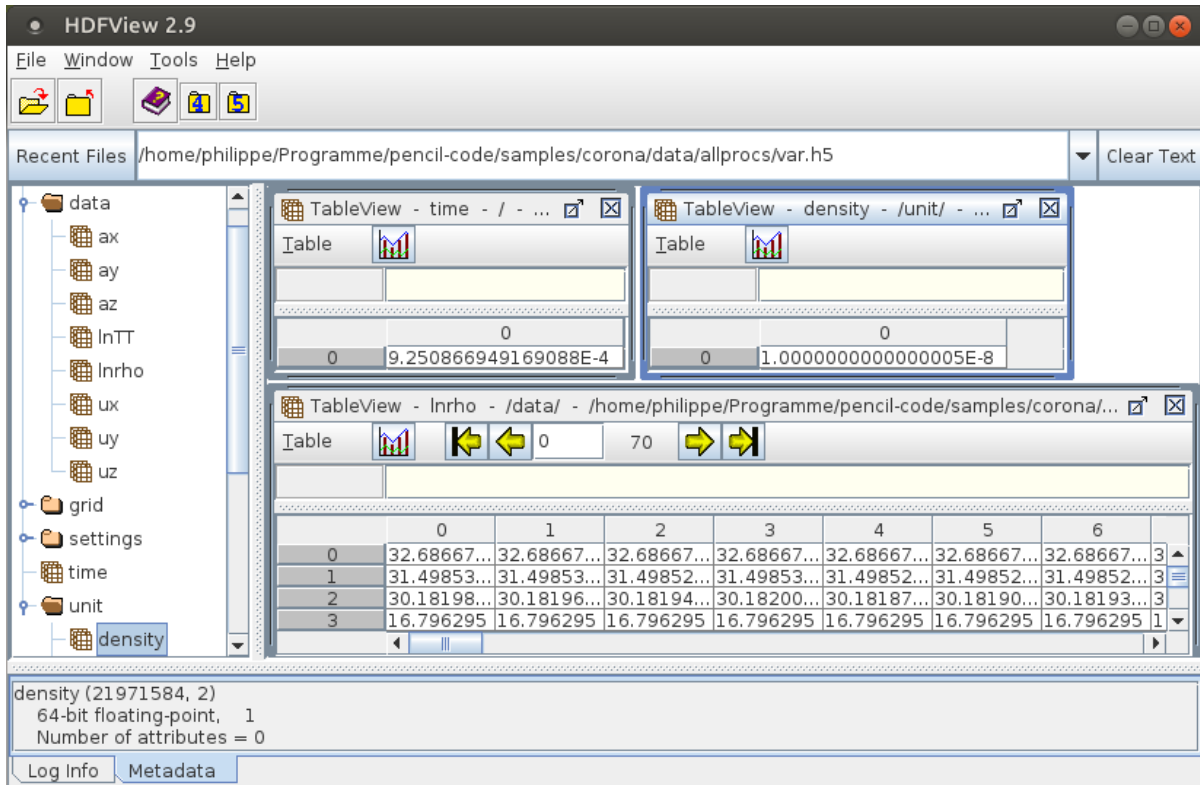 HDFView 2.9
File Window Tools Help
4 5
Recent Files /home/philippe/Programme/pencil-code/samples/corona/data/allprocs/var.h5 Clear Text
data
ax
ay
az
lnTT
lnrho
ux
uy
uz
grid
settings
time
unit
density
TableView - time - / - ...
Table
0
0 9.250866949169088E-4
TableView - density - /unit/ - ...
Table
0
0 1.0000000000000005E-8
TableView - lnrho - /data/ - /home/philippe/Programme/pencil-code/samples/corona/...
Table 0 70
0 1 2 3 4 5 6
0 32.68667... 32.68667... 32.68667... 32.68667... 32.68667... 32.68667... 32.68667... 3
1 31.49853... 31.49853... 31.49852... 31.49853... 31.49852... 31.49852... 31.49852... 3
2 30.18198... 30.18196... 30.18194... 30.18200... 30.18187... 30.18190... 30.18193... 3
3 16.796295 16.796295 16.796295 16.796295 16.796295 16.796295 16.796295 1
density (21971584, 2)
64-bit floating-point, 1
Number of attributes = 0
Log Info Metadata